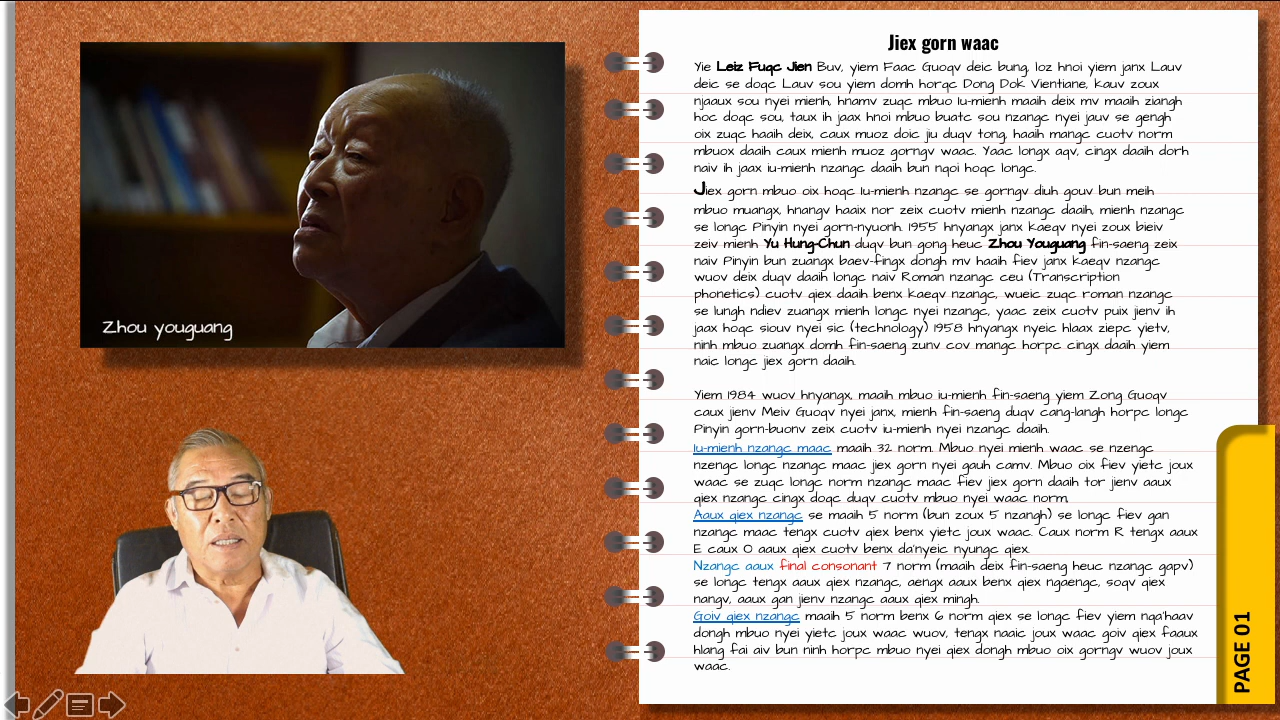 Zhou youguang
Jiex gorn waac
Yie Leiz Fuqc Jien Buv, yiem Faac Guoqv deic bung, loz hnoi yiem janx Lauv
deic se doqc Lauv sou yiem domh horqc Dong Dok Vientiane, kauv zoux
njaaux sou nyei mienh, hnamv zuqc mbuo Iu-mienh maaih deix mv maaih ziangh
hoc doqc sou, taux ih jaax hnoi mbuo buatc sou nzangc nyei jauv se gengh
oix zuqc haaih deix, caux muoz doic jiu duqv tong, haaih mangc cuotv norm
mbuox daaih caux mienh muoz gorngv waac. Yaac longx aqv, cingx daaih dorh
naiv ih jaax iu-mienh nzangc daaih bun nqoi hoqc longc.
Jiex gorn mbuo oix hoqc Iu-mienh nzangc se gorngv diuh gouv bun meih
mbuo muangx, hnangv haaix nor zeix cuotv mienh nzangc daaih, mienh nzangc
se longc Pinyin nyei gorn-nyuonh. 1955 hnyangx janx kaeqv nyei zoux bieiv
zeiv mienh Yu Hung-Chun duqv bun gong heuc Zhou Youguang fin-saeng zeix
naiv Pinyin bun zuangx baev-fingx dongh mv haaih fiev janx kaeqv nzangc
wuov deix duqv daaih longc naiv Roman nzangc ceu (Transcription
phonetics) cuotv qiex daaih benx kaeqv nzangc, wueic zuqc roman nzangc
se lungh ndiev zuangx mienh longc nyei nzangc, yaac zeix cuotv puix jienv ih
jaax hoqc siouv nyei sic (technology) 1958 hnyangx nyeic hlaax ziepc yietv,
ninh mbuo zuangx domh fin-saeng zunv cov mangc horpc cingx daaih yiem
naic longc jiex gorn daaih.
Yiem 1984 wuov hnyangx, maaih mbuo iu-mienh fin-saeng yiem Zong Guoqv
caux jienv Meiv Guoqv nyei janx, mienh fin-saeng duqv cang-langh horpc longc
Pinyin gorn-buonv zeix cuotv iu-mienh nyei nzangc daaih.
Iu-mienh nzangc maac maaih 32 norm. Mbuo nyei mienh waac se nzengc
nzengc longc nzangc maac jiex gorn nyei gauh camv. Mbuo oix fiev yietc joux
waac se zuqc longc norm nzangc maac fiev jiex gorn daaih tor jienv aaux
qiex nzangc cingx doqc duqv cuotv mbuo nyei waac norm.
Aaux qiex nzangc se maaih 5 norm (bun zoux 5 nzangh) se longc fiev gan
nzangc maac tengx cuotv qiex benx yietc joux waac. Caux norm R tengx aaux
E caux O aaux qiex cuotv benx da'nyeic nyungc qiex.
Nzangc aaux final consonant 7 norm (maaih deix fin-saeng heuc nzangc gapv)
se longc tengx aaux qiex nzangc, aengx aaux benx qiex ngaengc, soqv qiex
nangv, aaux gan jienv nzangc aaux qiex mingh.
Goiv qiex nzangc maaih 5 norm benx 6 norm qiex se longc fiev yiem nqa'haav
dongh mbuo nyei yietc joux waac wuov, tengx naaic joux waac goiv qiex faaux
hlang fai aiv bun ninh horpc mbuo nyei qiex dongh mbuo oix gorngv wuov joux
waac.
PAGE 01